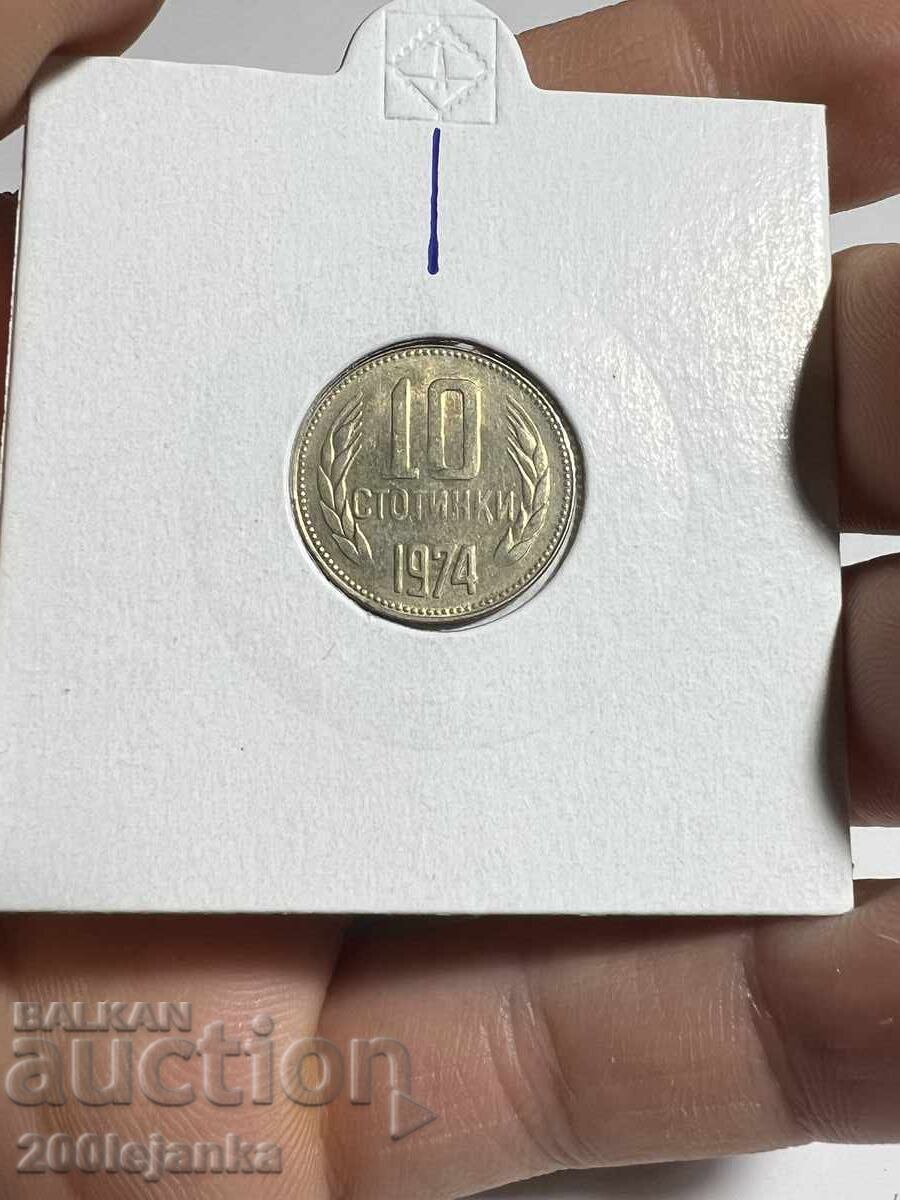 10
СТОТИНКИ
1974
BALKAN
auction
200lejanka